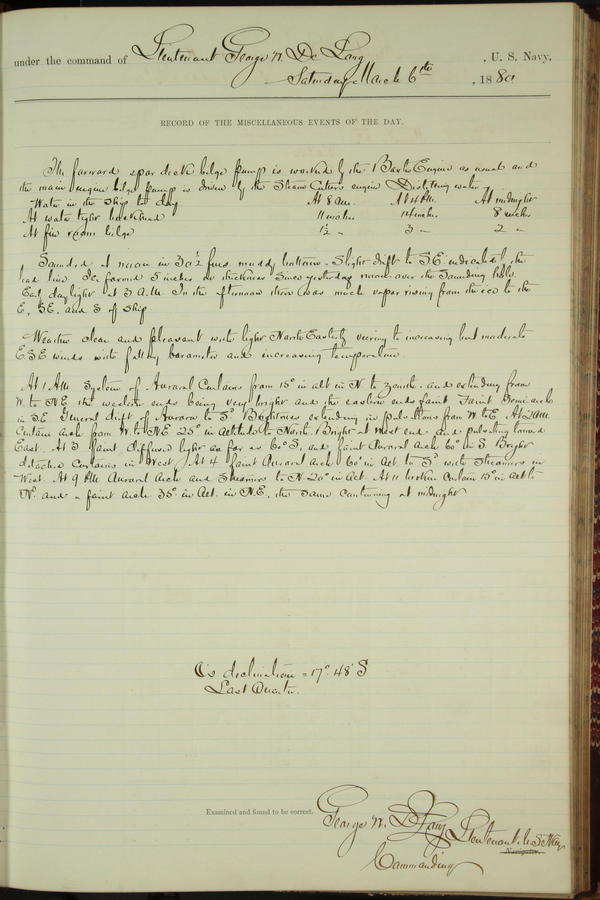 under the command of Lieutenant George W. De Long , U. S. Navy,
Saturday March 6th , 1880
RECORD OF THE MISCELLANEOUS EVENTS OF THE DAY.
The forward spar deck bilge pump is worked by the Baxter Engine as usual and
the main engine bilge pump is driven by the Steam Cutters engine Distilling water
Water in the ship to day At 8 AM. At 4 PM. At midnight
At water tight bulkhead 11 inches 14 inches 8 inches
At fire room bilge 1½ " 3 " 2 "
Sounded at noon in 30½ fms. muddy bottom - Slight drift to SE indicated by the
lead line. Ice formed 5 inches in thickness since yesterday noon over the sounding hole.
East daylight at 3 A.M. In the afternoon there was much vapor rising from the ice to the
E, SE, and S of ship
Weather clear and pleasant with light North Easterly veering to increasing but moderate
E.S.E. winds with falling barometer and increasing temperature
At 1 AM System of Auroral Curtains from 15° in alt in N to zenith, and extending from
W. to NE the western ends being very bright and the eastern ends faint Faint Semi arch
in S.E. General drift of Aurora to Sd Brightness extending in pulsations from W to E. At 2 AM.
Curtain arch from W. to NE 25° in Altitude to North Bright at West end and pulsating toward
East. At 3 faint, diffused light as far as 60° S, and faint Auroral Arch 60° in S. Bright
detached Curtains in West. At 4 faint Auroral Arch 60° in Alt. to Sd with Streamers in
West. At 9 PM Auroral Arch and Streamers to N. 20° in Alt. At 11 broken Curtain 15° in Alt to
Nd. and a faint arch 35° in Alt. in N.E, the same continuing at midnight
☾'s declination = 17° 48' S
Last Quarter.
Examined and found to be correct.
George W. De Long Lieutenant U.S. Navy
Navigator.
Commanding